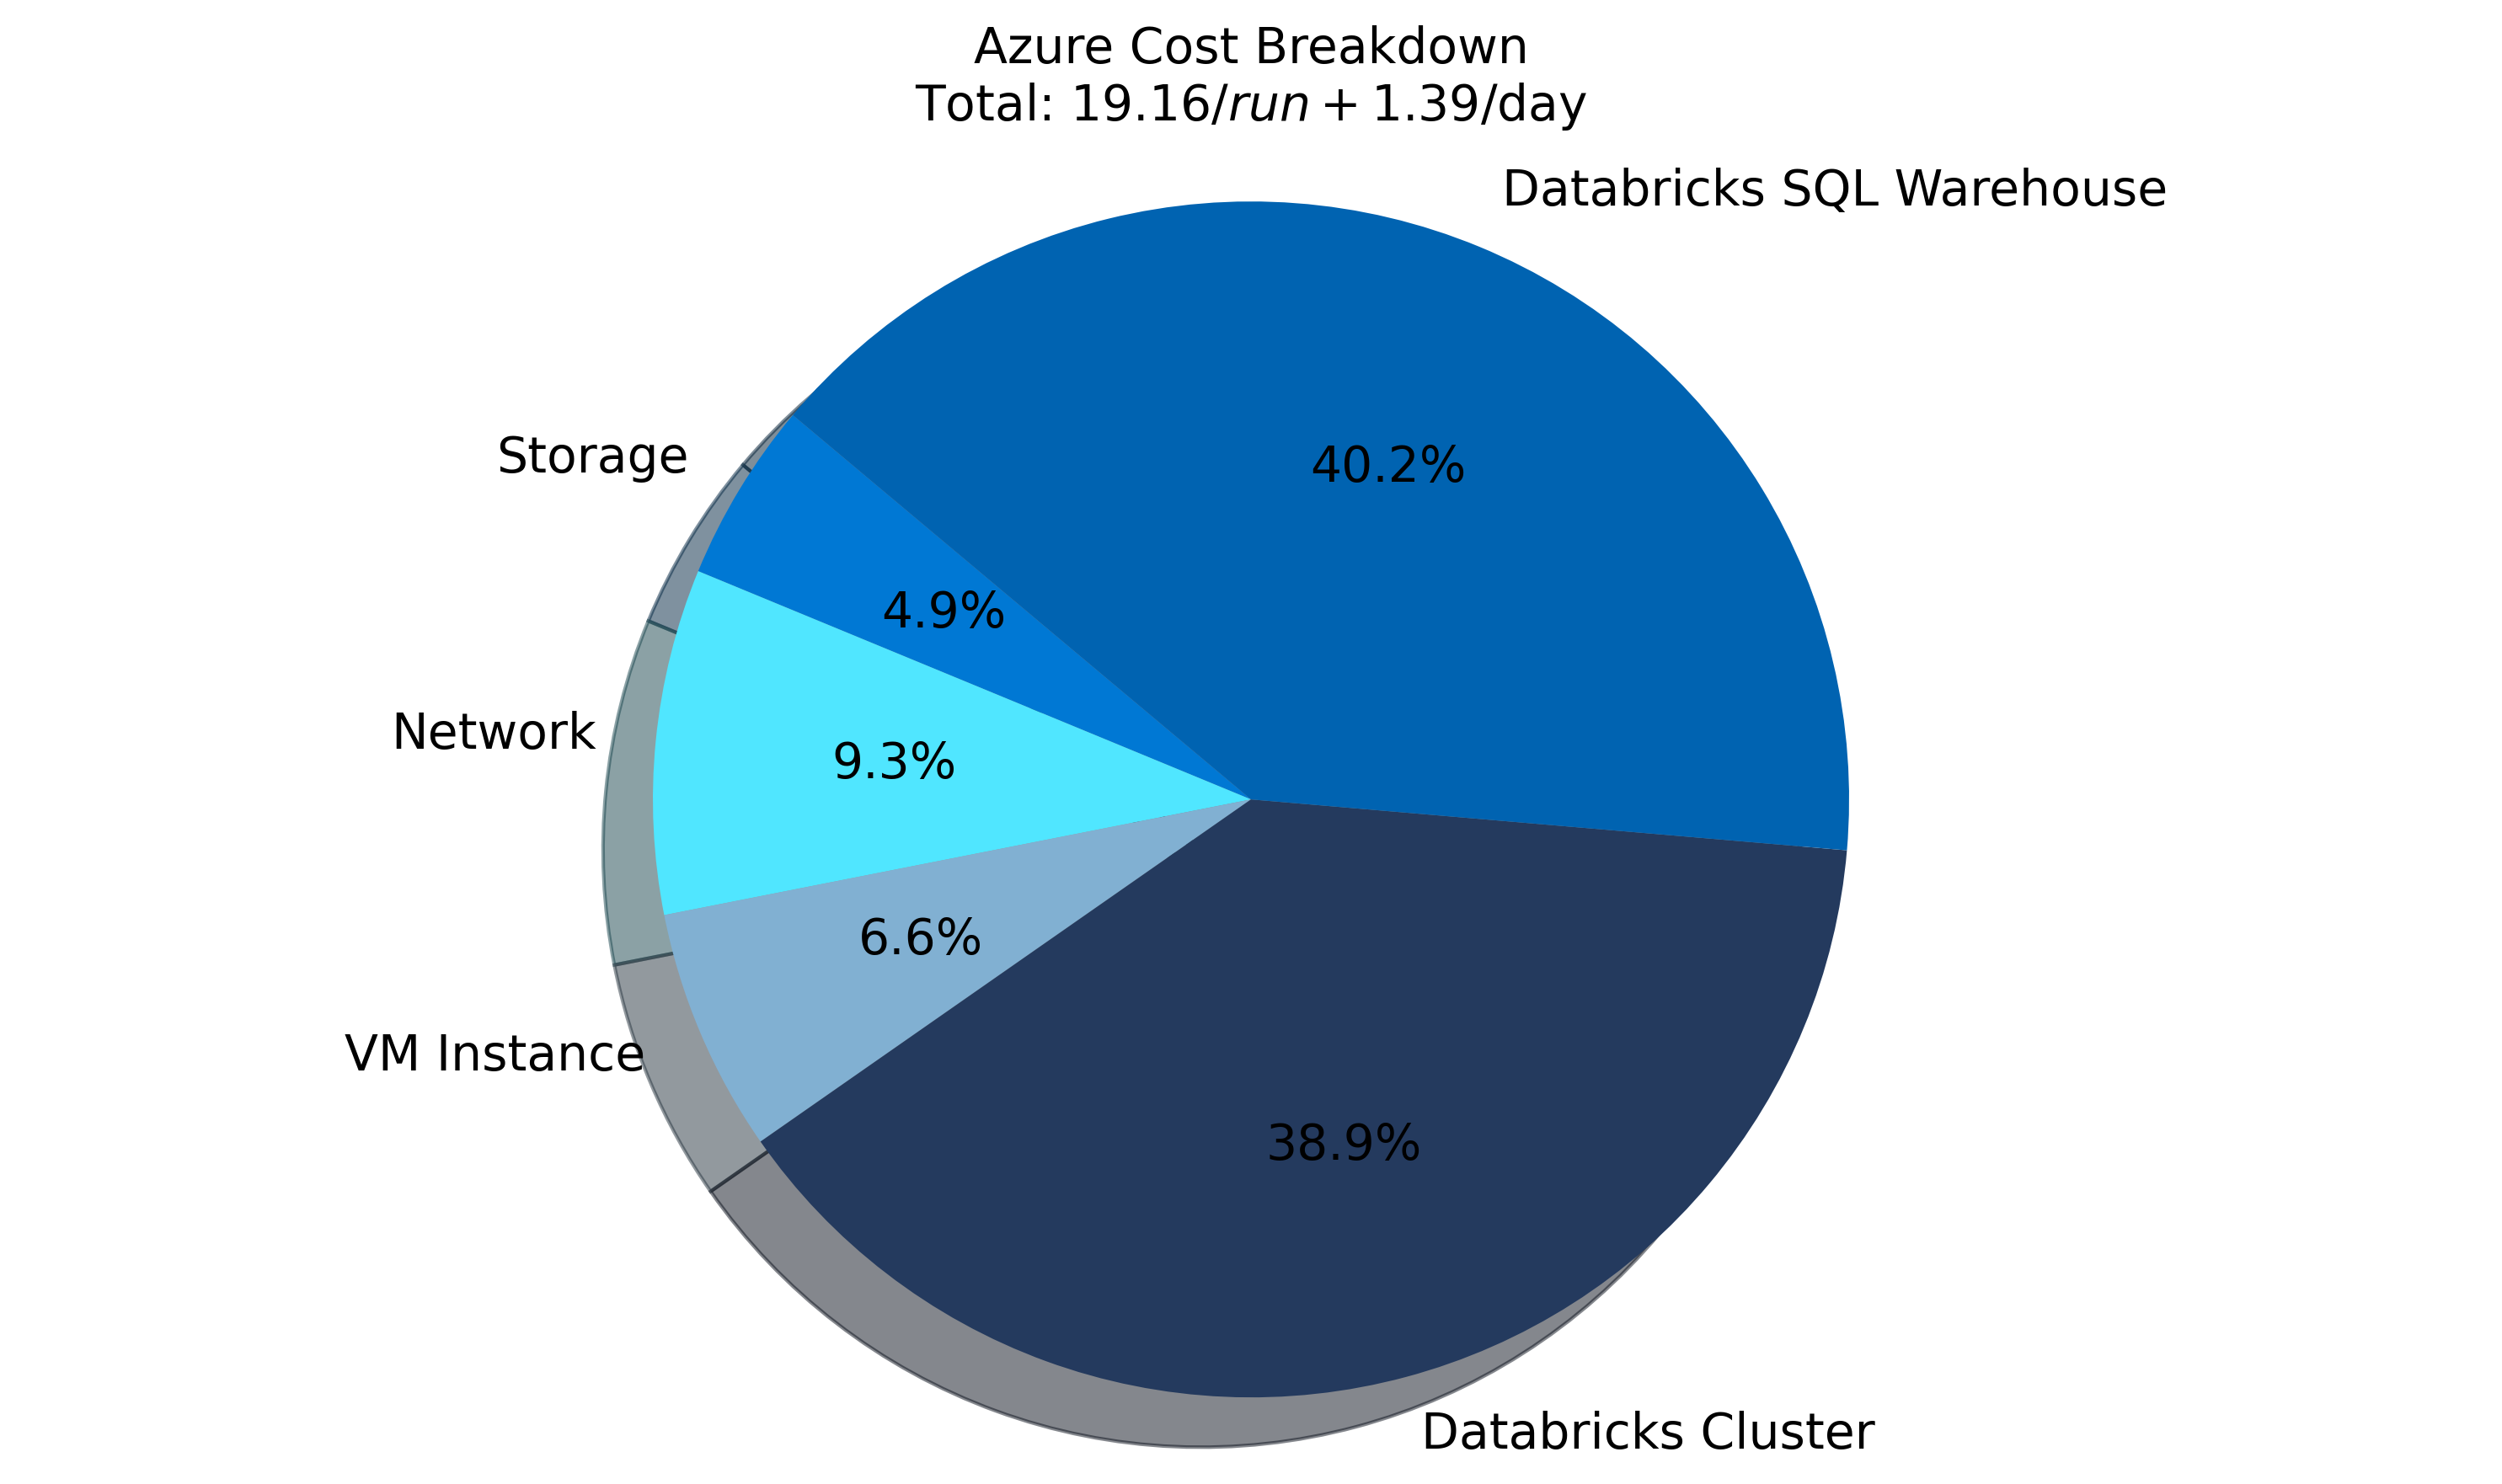 Azure Cost Breakdown
Total: 19.16/run + 1.39/day
Databricks SQL Warehouse
40.2%
Storage
4.9%
Network
9.3%
6.6%
VM Instance
38.9%
Databricks Cluster